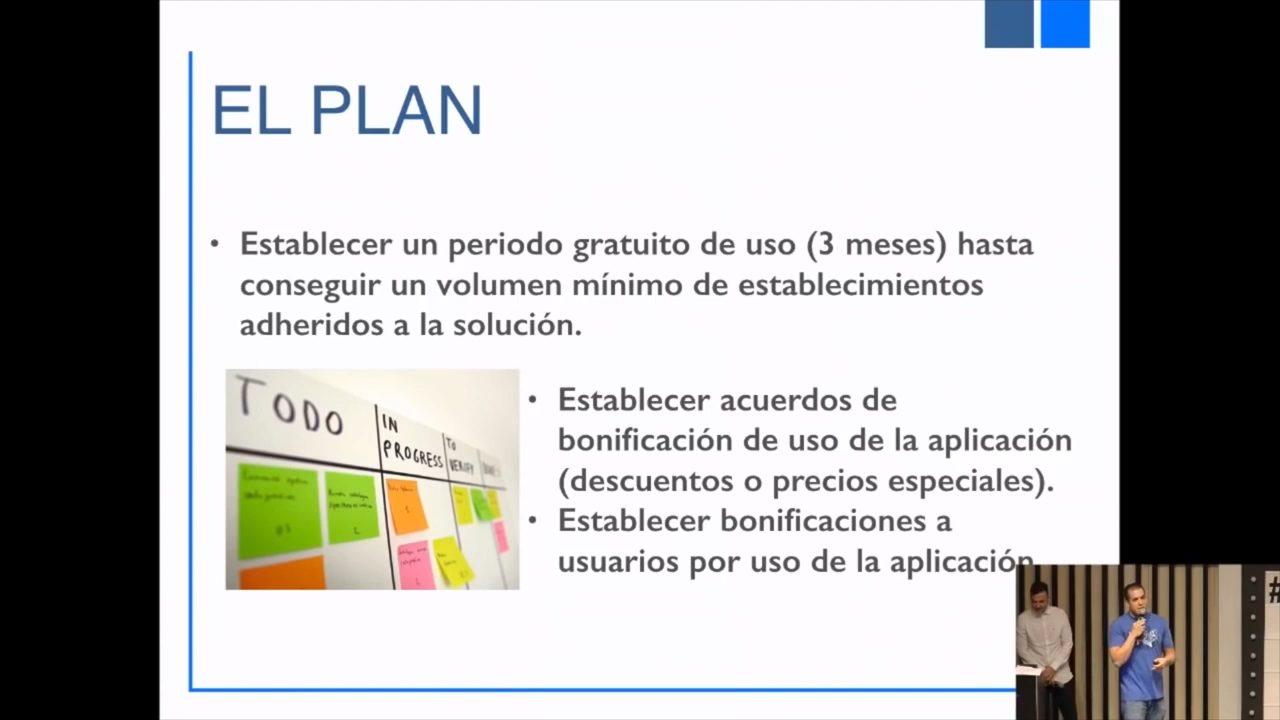 EL PLAN
• Establecer un periodo gratuito de uso (3 meses) hasta
conseguir un volumen mínimo de establecimientos
adheridos a la solución.
TODO
IN
PROGRESS
TO
VERIFY
• Establecer acuerdos de
bonificación de uso de la aplicación
(descuentos o precios especiales).
• Establecer bonificaciones a
usuarios por uso de la aplicación
#